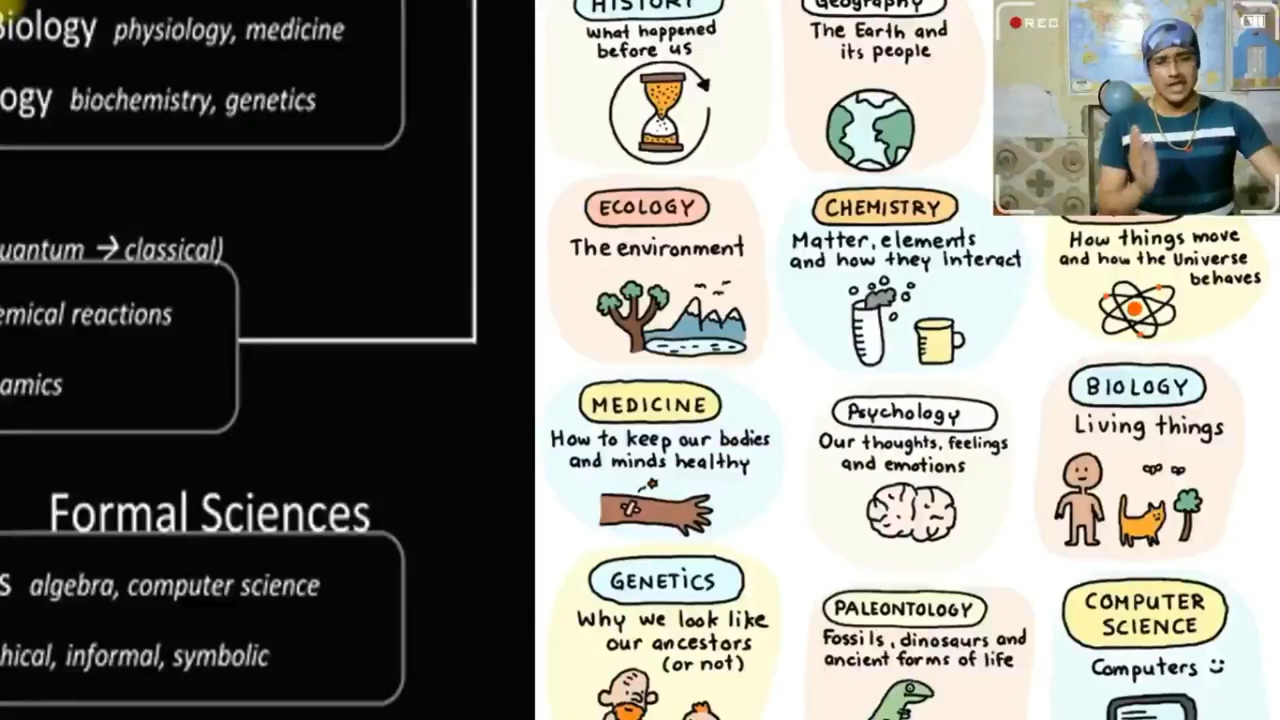 Biology physiology, medicine
ogy biochemistry, genetics
uantum → classical)
emical reactions
amics
Formal Sciences
s algebra, computer science
hical, informal, symbolic
HISTORY
What happened
before us
Geography
The Earth and
its people
REC
ECOLOGY
The environment
CHEMISTRY
Matter, elements
and how they interact
How things move
and how the Universe
behaves
MEDICINE
How to keep our bodies
and minds healthy
Psychology
Our thoughts, feelings
and emotions
BIOLOGY
Living things
GENETICS
Why we look like
our ancestors
(or not)
PALEONTOLOGY
Fossils, dinosaurs and
ancient forms of life
COMPUTER
SCIENCE
Computers